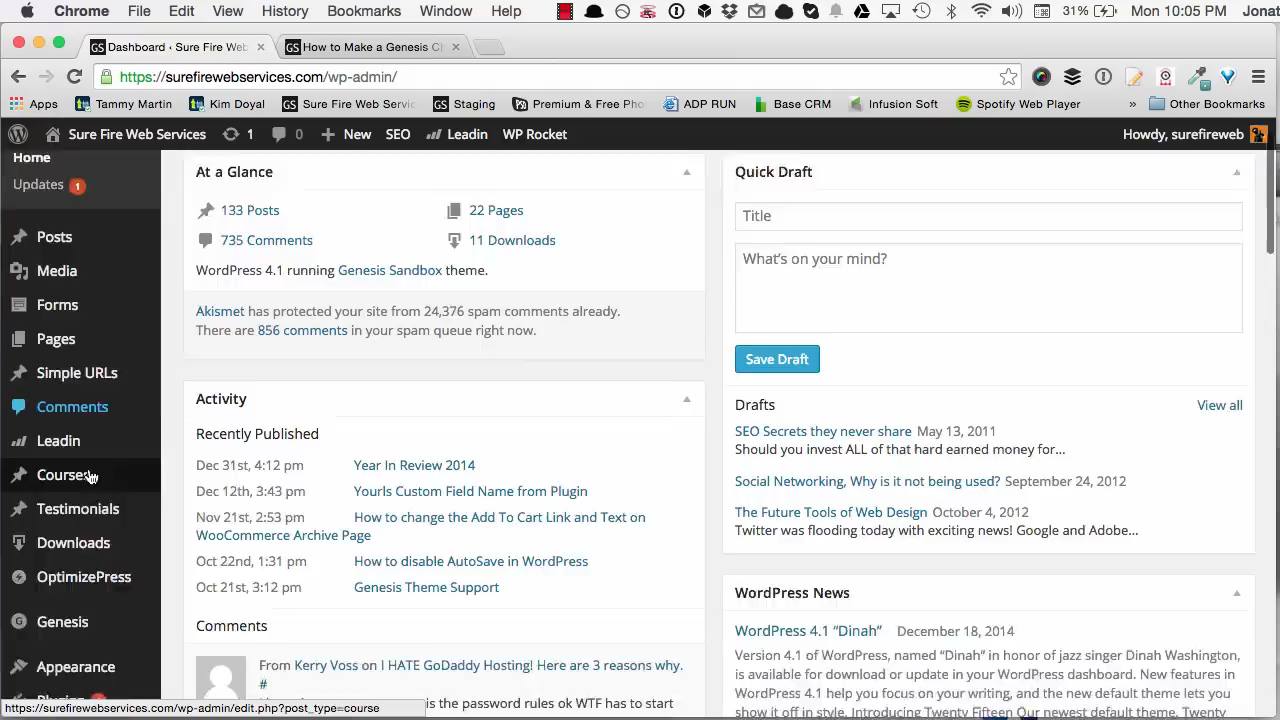 Chrome File Edit View History Bookmarks Window Help 31% Mon 10:05 PM Jonat
GS Dashboard ‹ Sure Fire Web × GS How to Make a Genesis Ch ×
https://surefirewebservices.com/wp-admin/
Apps Tammy Martin Kim Doyal GS Sure Fire Web Servic GS Staging Premium & Free Pho ADP RUN Base CRM Infusion Soft Spotify Web Player » Other Bookmarks
Sure Fire Web Services 1 0 + New SEO Leadin WP Rocket Howdy, surefireweb
Home
Updates 1
Posts
Media
Forms
Pages
Simple URLs
Comments
Leadin
Courses
Testimonials
Downloads
OptimizePress
Genesis
Appearance
At a Glance
133 Posts 22 Pages
735 Comments 11 Downloads
WordPress 4.1 running Genesis Sandbox theme.
Akismet has protected your site from 24,376 spam comments already.
There are 856 comments in your spam queue right now.
Activity
Recently Published
Dec 31st, 4:12 pm Year In Review 2014
Dec 12th, 3:43 pm Yourls Custom Field Name from Plugin
Nov 21st, 2:53 pm How to change the Add To Cart Link and Text on
WooCommerce Archive Page
Oct 22nd, 1:31 pm How to disable AutoSave in WordPress
Oct 21st, 3:12 pm Genesis Theme Support
Comments
From Kerry Voss on I HATE GoDaddy Hosting! Here are 3 reasons why.
#
is the password rules ok WTF has to start
Quick Draft
Title
What's on your mind?
Save Draft
Drafts View all
SEO Secrets they never share May 13, 2011
Should you invest ALL of that hard earned money for…
Social Networking, Why is it not being used? September 24, 2012
The Future Tools of Web Design October 4, 2012
Twitter was flooding today with exciting news! Google and Adobe…
WordPress News
WordPress 4.1 “Dinah” December 18, 2014
Version 4.1 of WordPress, named “Dinah” in honor of jazz singer Dinah Washington,
is available for download or update in your WordPress dashboard. New features in
WordPress 4.1 help you focus on your writing, and the new default theme lets you
show it off in style. Introducing Twenty Fifteen Our newest default theme, Twenty
https://surefirewebservices.com/wp-admin/edit.php?post_type=course